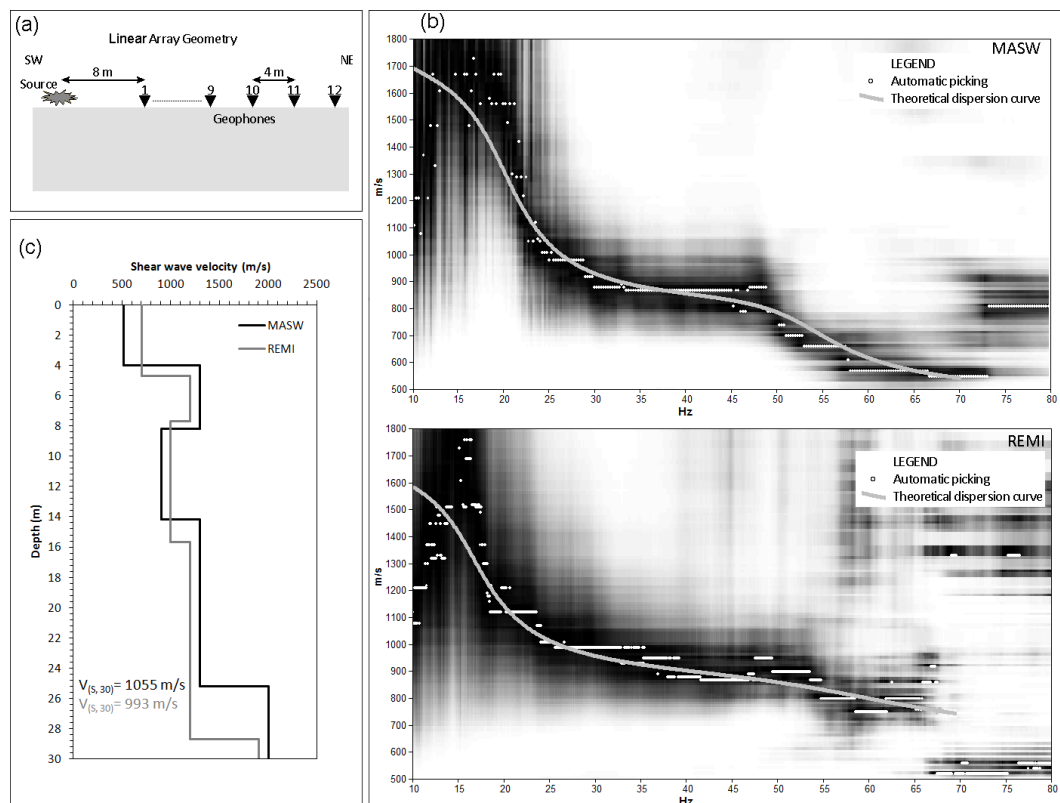 (a)
Linear Array Geometry
SW NE
8 m 4 m
Source 1 9 10 11 12
Geophones
(b)
MASW
LEGEND
Automatic picking
Theoretical dispersion curve
m/s
1800
1700
1600
1500
1400
1300
1200
1100
1000
900
800
700
600
500
10 15 20 25 30 35 40 45 50 55 60 65 70 75 80
Hz
REMI
LEGEND
Automatic picking
Theoretical dispersion curve
m/s
1800
1700
1600
1500
1400
1300
1200
1100
1000
900
800
700
600
500
10 15 20 25 30 35 40 45 50 55 60 65 70 75 80
Hz
(c)
Shear wave velocity (m/s)
0 500 1000 1500 2000 2500
MASW
REMI
Depth (m)
0
2
4
6
8
10
12
14
16
18
20
22
24
26
28
30
V(S, 30)= 1055 m/s
V(S, 30)= 993 m/s